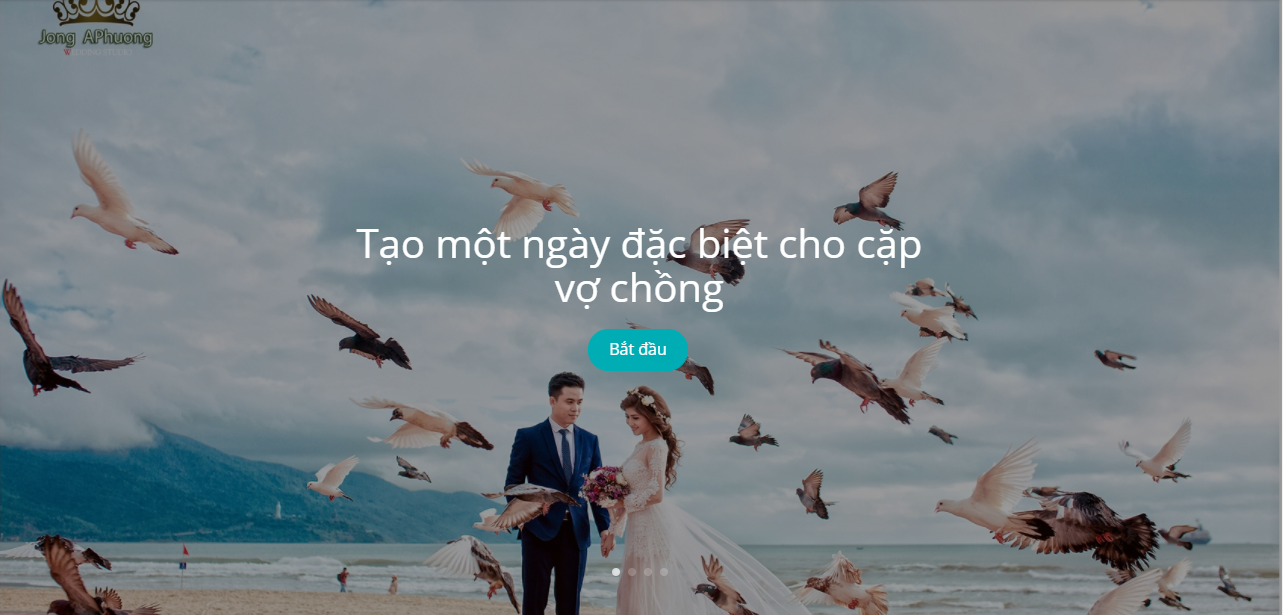 Jong APhuong
Tạo một ngày đặc biệt cho cặp
vợ chồng
Bắt đầu